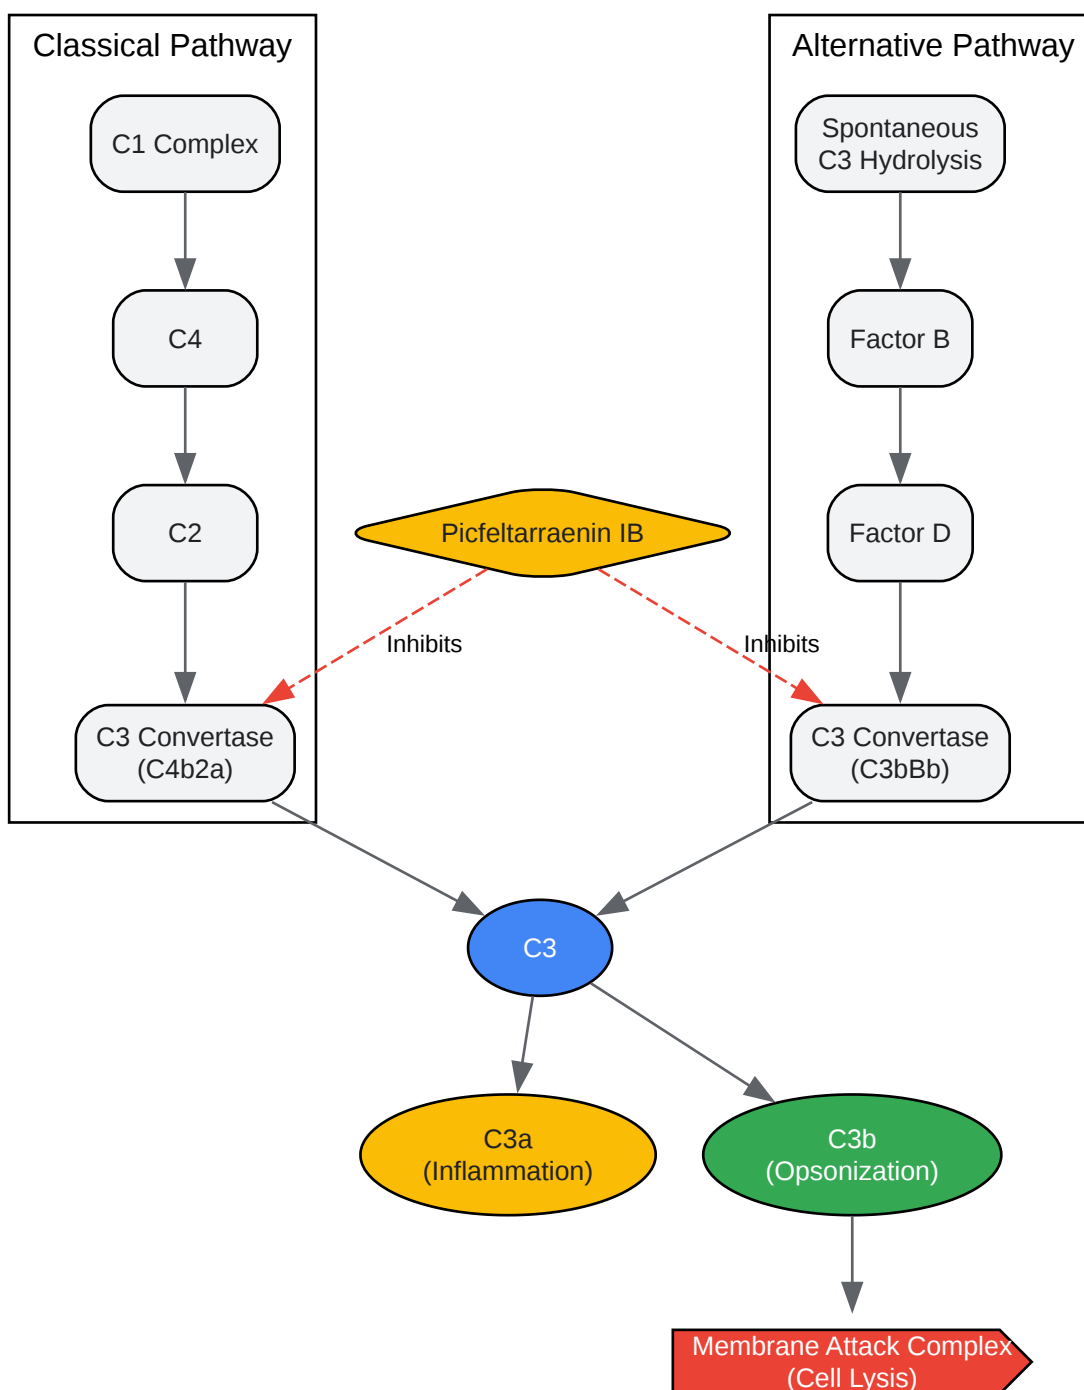 Classical Pathway
C1 Complex
C4
C2
C3 Convertase
(C4b2a)
Alternative Pathway
Spontaneous
C3 Hydrolysis
Factor B
Factor D
C3 Convertase
(C3bBb)
Picfeltarraenin IB
Inhibits
Inhibits
C3
C3a
(Inflammation)
C3b
(Opsonization)
Membrane Attack Complex
(Cell Lysis)